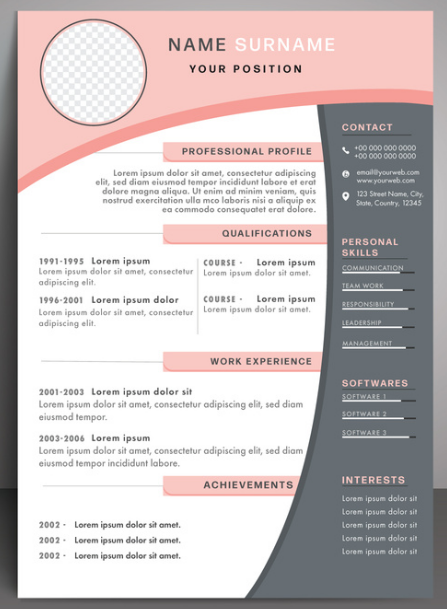 NAME SURNAME
YOUR POSITION
PROFESSIONAL PROFILE
Lorem ipsum dolor sit amet, consectetur adipiscing
elit, sed diam eiusmod tempor incididunt labore et
dolore magna aliqua. Ut enim ad minim veniam, quis
nostrud exercitation ullu mco laboris nisi a aliquip ex
ea commodo consequatet erat dolore.
QUALIFICATIONS
1991-1995 Lorem ipsum
Lorem ipsum dolor sit amet, consectetur
adipiscing elit.
1996-2001 Lorem ipsum dolor
Lorem ipsum dolor sit amet, consectetur
adipiscing elit.
COURSE - Lorem ipsum
Lorem ipsum dolor sit amet.
COURSE - Lorem ipsum
Lorem ipsum dolor sit amet.
WORK EXPERIENCE
2001-2003 Lorem ipsum dolor sit
Lorem ipsum dolor sit amet, consectetur adipiscing elit, sed diam
eiusmod tempor.
2003-2006 Lorem ipsum
Lorem ipsum dolor sit amet, consectetur adipiscing elit, sed diam
eiusmod tempor incididunt labore.
ACHIEVEMENTS
2002 - Lorem ipsum dolor sit amet.
2002 - Lorem ipsum dolor sit amet.
2002 - Lorem ipsum dolor sit amet.
CONTACT
+00 000 000 0000
+00 000 000 0000
email@yourweb.com
www.yourweb.com
123 Street Name, City,
State, Country, 12345
PERSONAL
SKILLS
COMMUNICATION
TEAM WORK
RESPONSIBILITY
LEADERSHIP
MANAGEMENT
SOFTWARES
SOFTWARE 1
SOFTWARE 2
SOFTWARE 3
INTERESTS
Lorem ipsum dolor sit
Lorem ipsum dolor sit
Lorem ipsum dolor sit
Lorem ipsum dolor sit
Lorem ipsum dolor sit